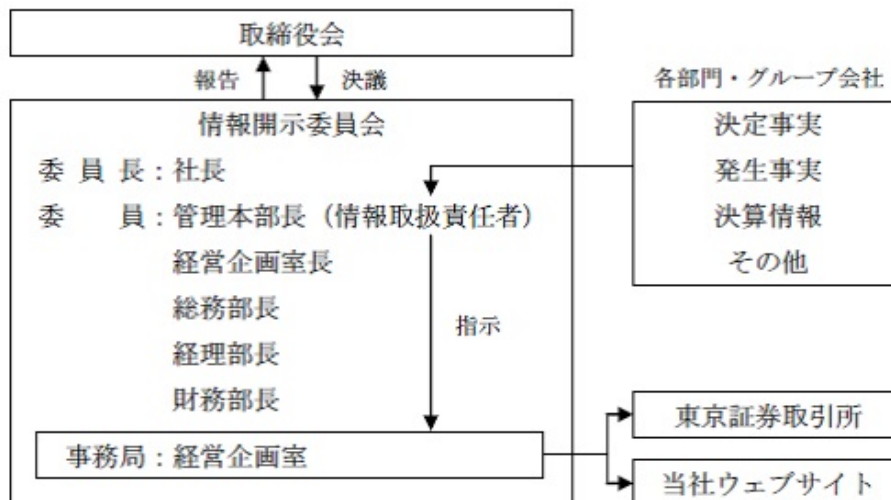 取締役会
報告
決議
情報開示委員会
委員長：社長
委員：管理本部長（情報取扱責任者）
経営企画室長
総務部長
経理部長
財務部長
指示
事務局：経営企画室
各部門・グループ会社
決定事実
発生事実
決算情報
その他
東京証券取引所
当社ウェブサイト